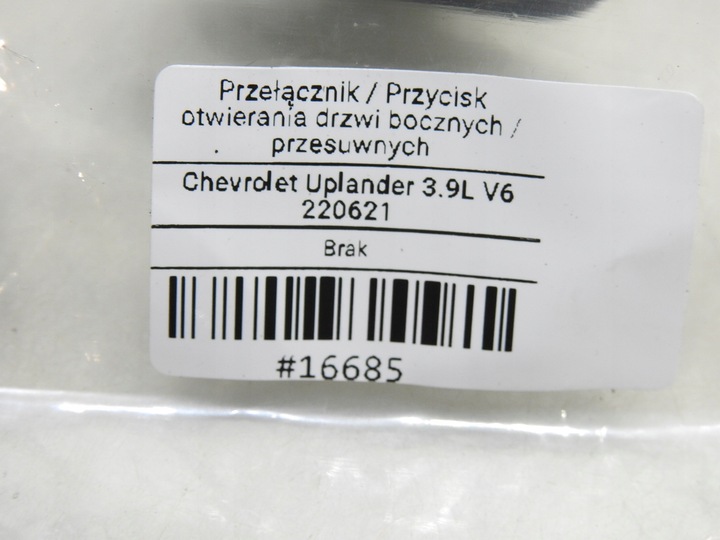 Przełącznik / Przycisk
otwierania drzwi bocznych /
przesuwnych
Chevrolet Uplander 3.9L V6
220621
Brak
#16685